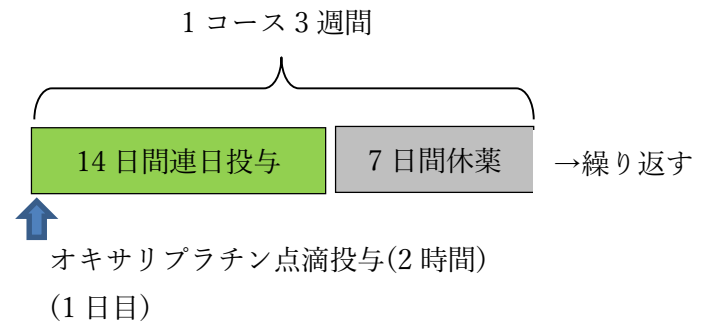 1 コース 3 週間
14 日間連日投与
7 日間休薬
→繰り返す
オキサリプラチン点滴投与(2 時間)
(1 日目)